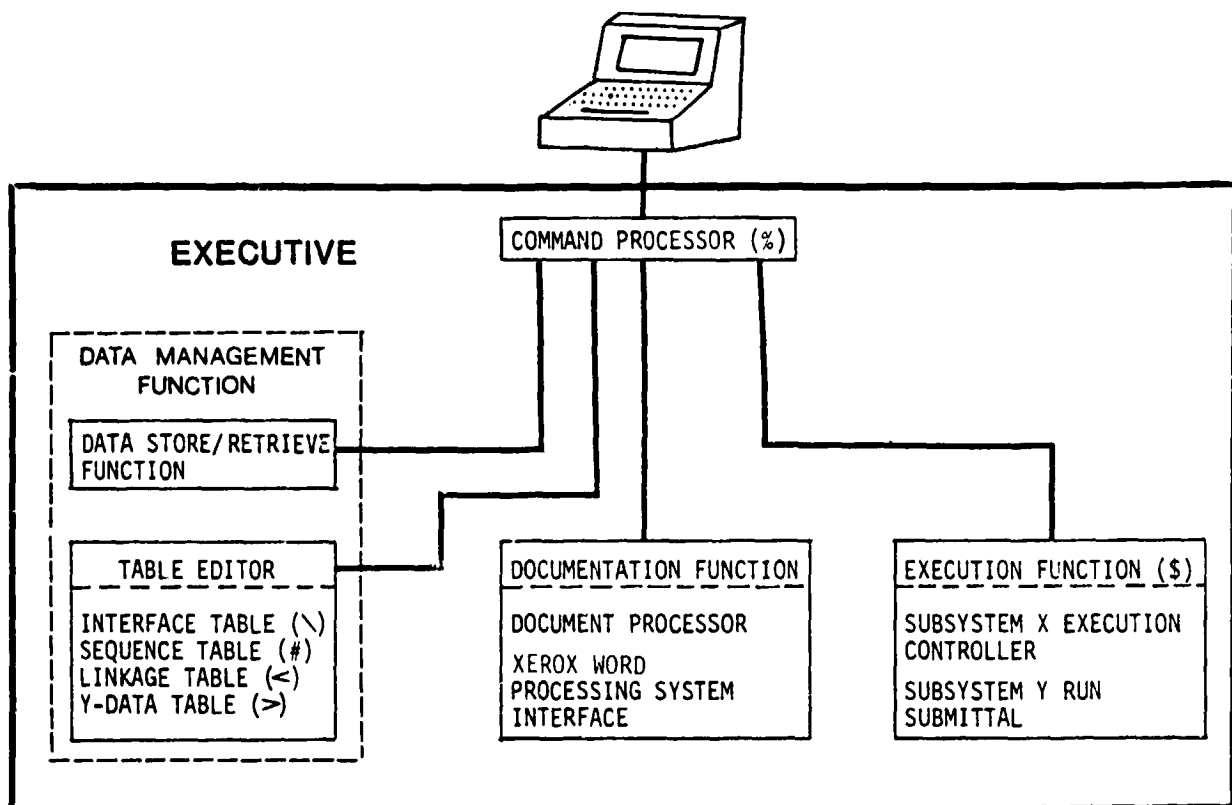 COMMAND PROCESSOR (%)
EXECUTIVE
DATA MANAGEMENT
FUNCTION
DATA STORE/RETRIEVE
FUNCTION
TABLE EDITOR
INTERFACE TABLE (\)
SEQUENCE TABLE (#)
LINKAGE TABLE (<)
Y-DATA TABLE (>)
DOCUMENTATION FUNCTION
DOCUMENT PROCESSOR
XEROX WORD
PROCESSING SYSTEM
INTERFACE
EXECUTION FUNCTION ($)
SUBSYSTEM X EXECUTION
CONTROLLER
SUBSYSTEM Y RUN
SUBMITTAL